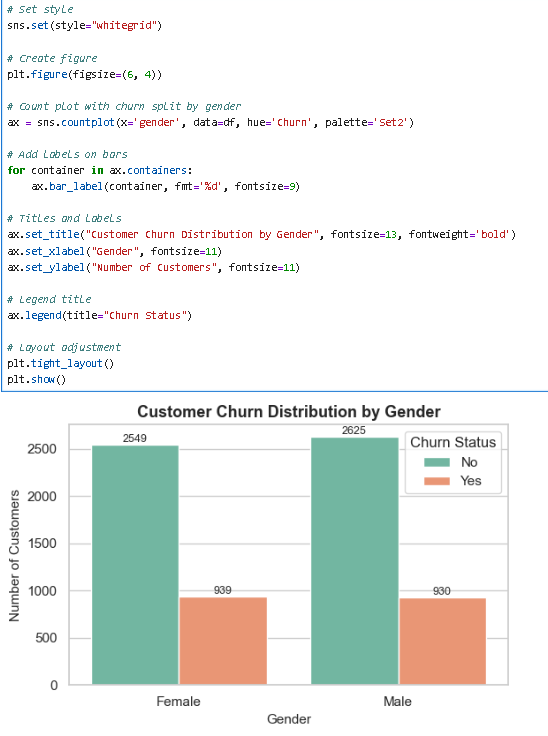 # Set style
sns.set(style="whitegrid")
# Create figure
plt.figure(figsize=(6, 4))
# Count plot with churn split by gender
ax = sns.countplot(x='gender', data=df, hue='Churn', palette='Set2')
# Add labels on bars
for container in ax.containers:
    ax.bar_label(container, fmt='%d', fontsize=9)
# Titles and labels
ax.set_title("Customer Churn Distribution by Gender", fontsize=13, fontweight='bold')
ax.set_xlabel("Gender", fontsize=11)
ax.set_ylabel("Number of Customers", fontsize=11)
# Legend title
ax.legend(title="Churn Status")
# Layout adjustment
plt.tight_layout()
plt.show()
Customer Churn Distribution by Gender
Number of Customers
2500
2000
1500
1000
500
0
2549
939
2625
930
Churn Status
No
Yes
Female
Male
Gender